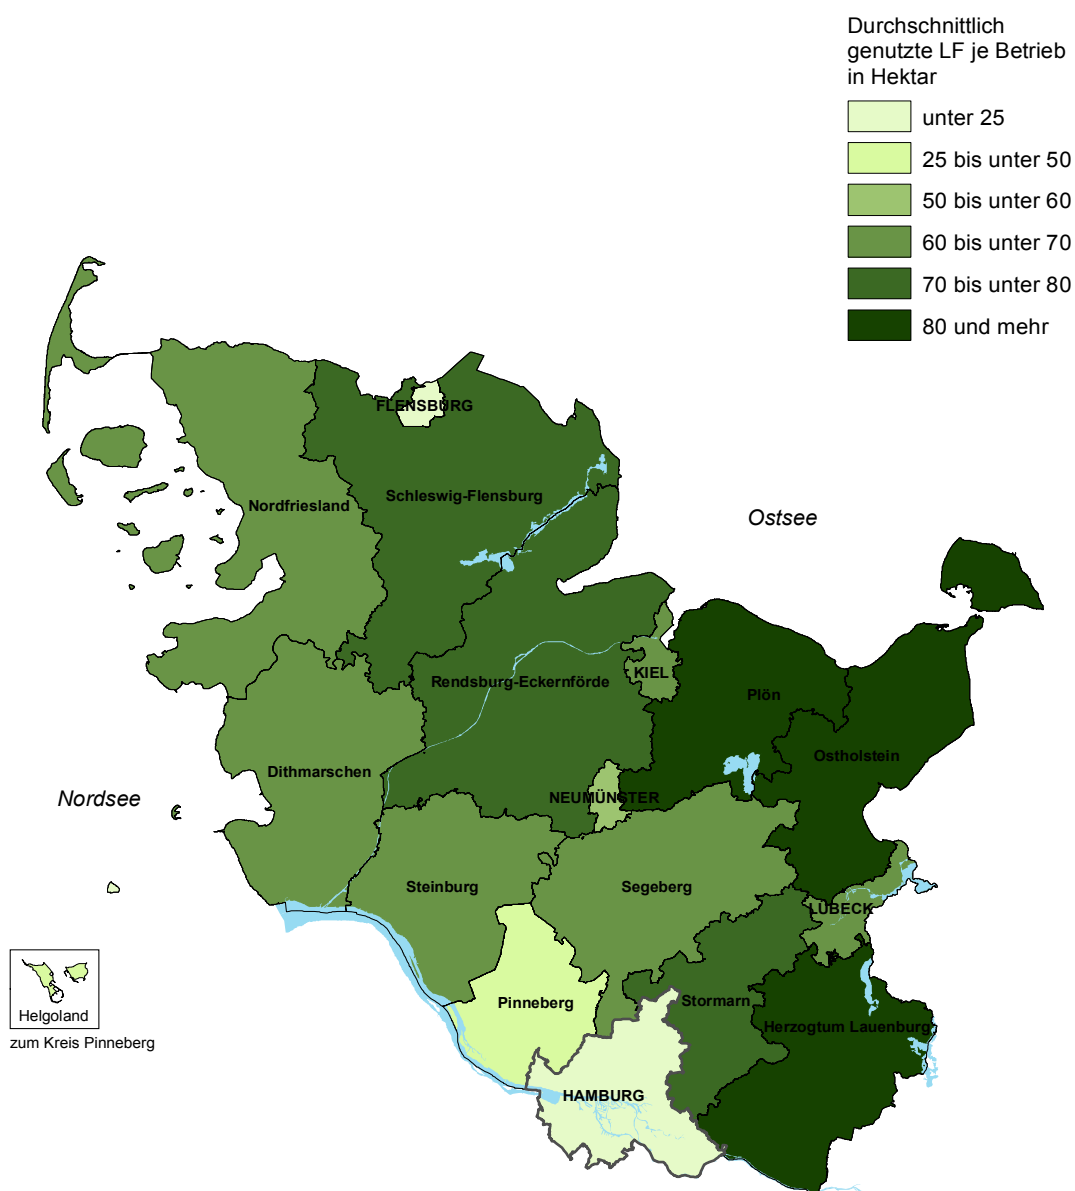 Durchschnittlich
genutzte LF je Betrieb
in Hektar
unter 25
25 bis unter 50
50 bis unter 60
60 bis unter 70
70 bis unter 80
80 und mehr
FLENSBURG
Schleswig-Flensburg
Nordfriesland
Ostsee
KIEL
Rendsburg-Eckernförde
Plön
Ostholstein
Dithmarschen
Nordsee
NEUMÜNSTER
Steinburg
Segeberg
LÜBECK
Pinneberg
Stormarn
Helgoland
Herzogtum Lauenburg
zum Kreis Pinneberg
HAMBURG